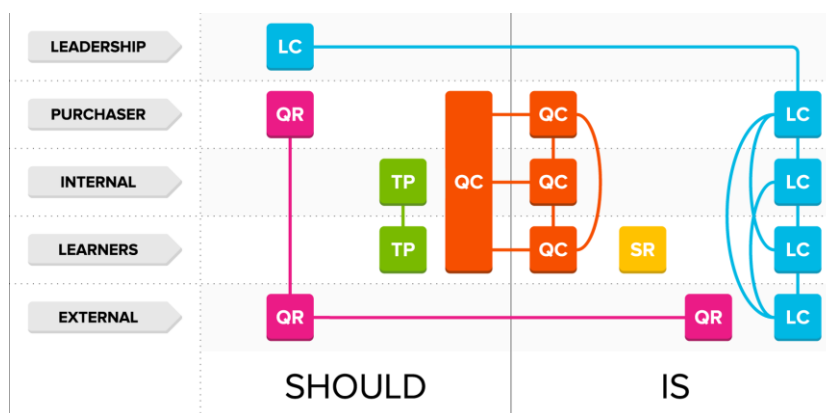 LEADERSHIP LC
PURCHASER QR QC LC
INTERNAL TP QC QC LC
LEARNERS TP QC SR LC
EXTERNAL QR QR LC
SHOULD IS